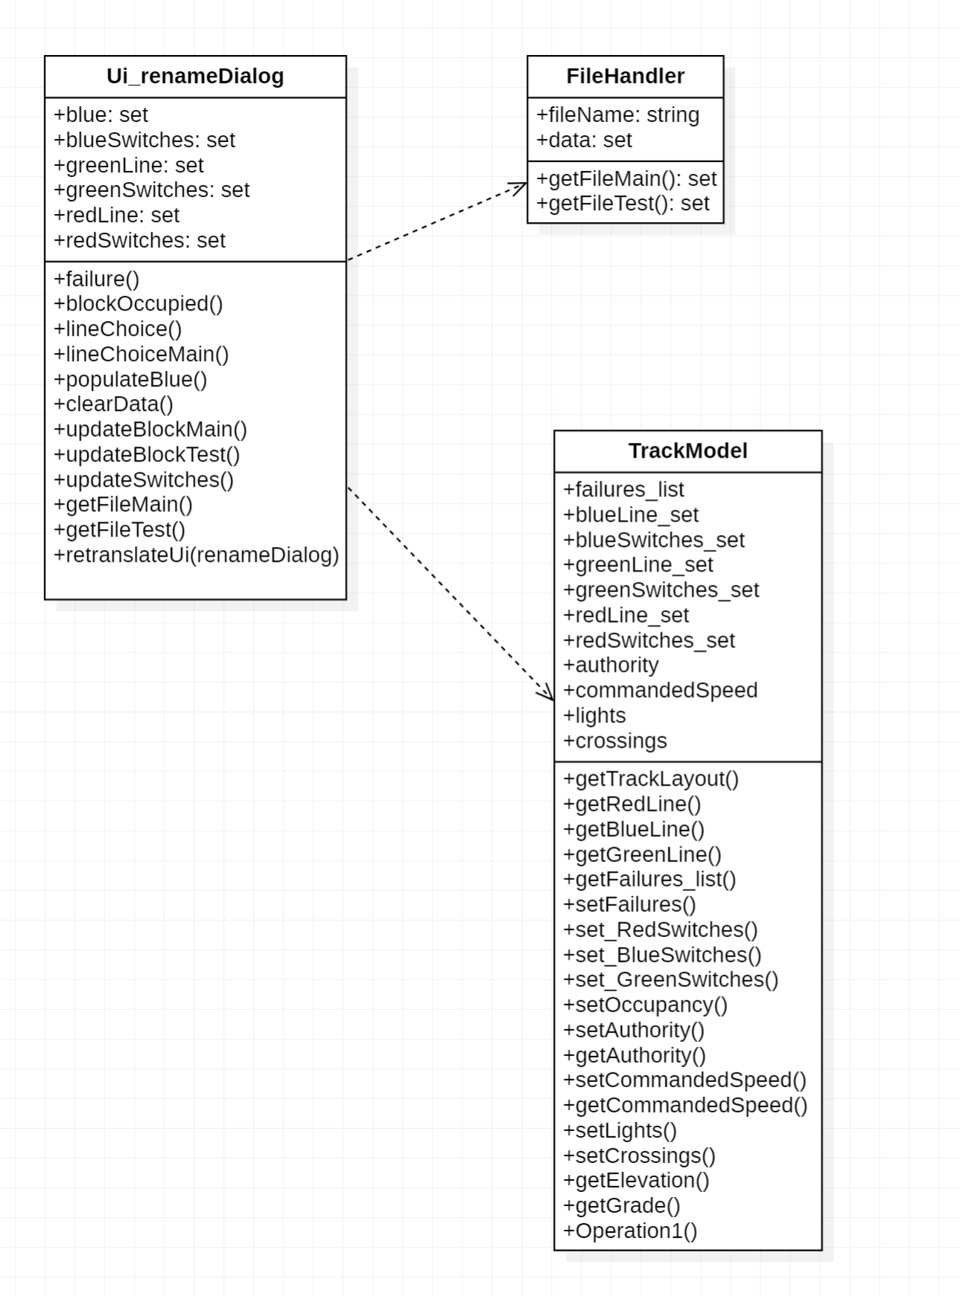 Ui_renameDialog
+blue: set
+blueSwitches: set
+greenLine: set
+greenSwitches: set
+redLine: set
+redSwitches: set
+failure()
+blockOccupied()
+lineChoice()
+lineChoiceMain()
+populateBlue()
+clearData()
+updateBlockMain()
+updateBlockTest()
+updateSwitches()
+getFileMain()
+getFileTest()
+retranslateUi(renameDialog)
FileHandler
+fileName: string
+data: set
+getFileMain(): set
+getFileTest(): set
TrackModel
+failures_list
+blueLine_set
+blueSwitches_set
+greenLine_set
+greenSwitches_set
+redLine_set
+redSwitches_set
+authority
+commandedSpeed
+lights
+crossings
+getTrackLayout()
+getRedLine()
+getBlueLine()
+getGreenLine()
+getFailures_list()
+setFailures()
+set_RedSwitches()
+set_BlueSwitches()
+set_GreenSwitches()
+setOccupancy()
+setAuthority()
+getAuthority()
+setCommandedSpeed()
+getCommandedSpeed()
+setLights()
+setCrossings()
+getElevation()
+getGrade()
+Operation1()